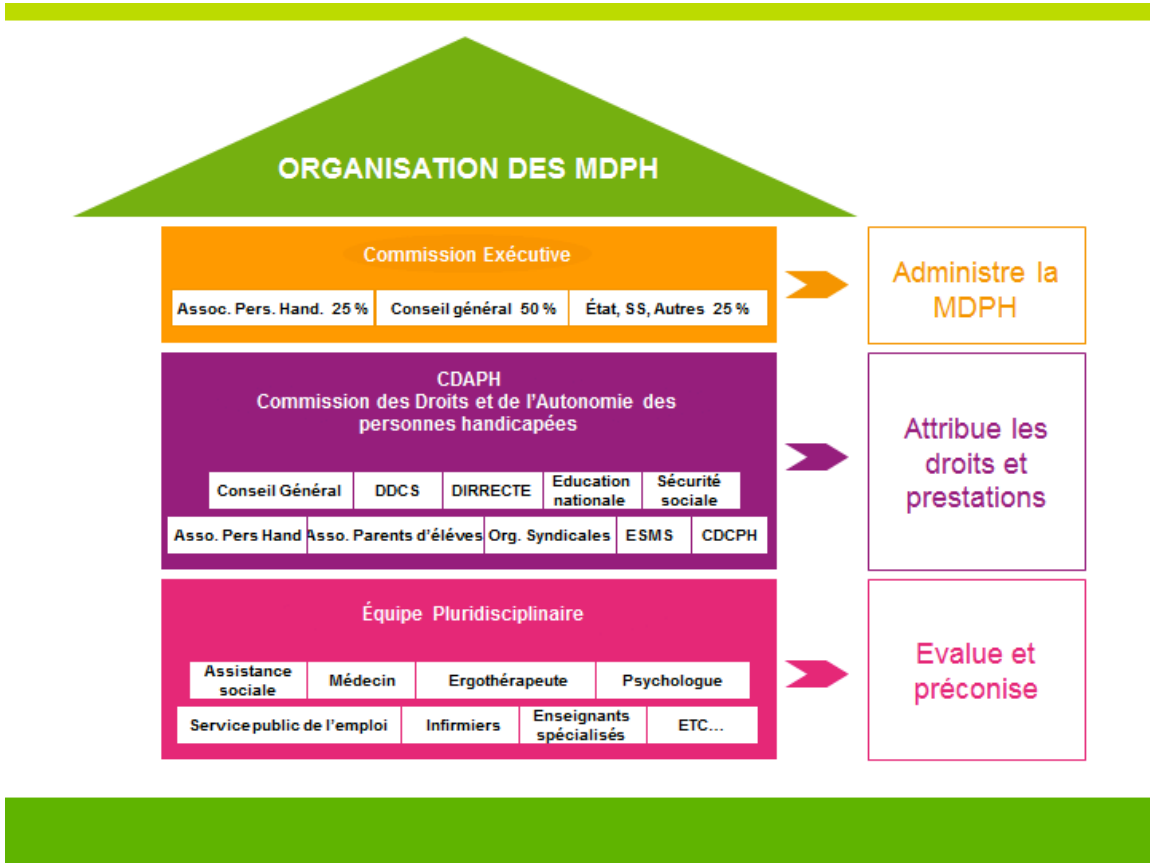 ORGANISATION DES MDPH
Commission Exécutive
Assoc. Pers. Hand. 25 %
Conseil général 50 %
État, SS, Autres 25 %
Administre la
MDPH
CDAPH
Commission des Droits et de l'Autonomie des
personnes handicapées
Conseil Général
DDCS
DIRRECTE
Education
nationale
Sécurité
sociale
Asso. Pers Hand
Asso. Parents d'éléves
Org. Syndicales
ESMS
CDCPH
Attribue les
droits et
prestations
Équipe Pluridisciplinaire
Assistance
sociale
Médecin
Ergothérapeute
Psychologue
Service public de l'emploi
Infirmiers
Enseignants
spécialisés
ETC...
Evalue et
préconise